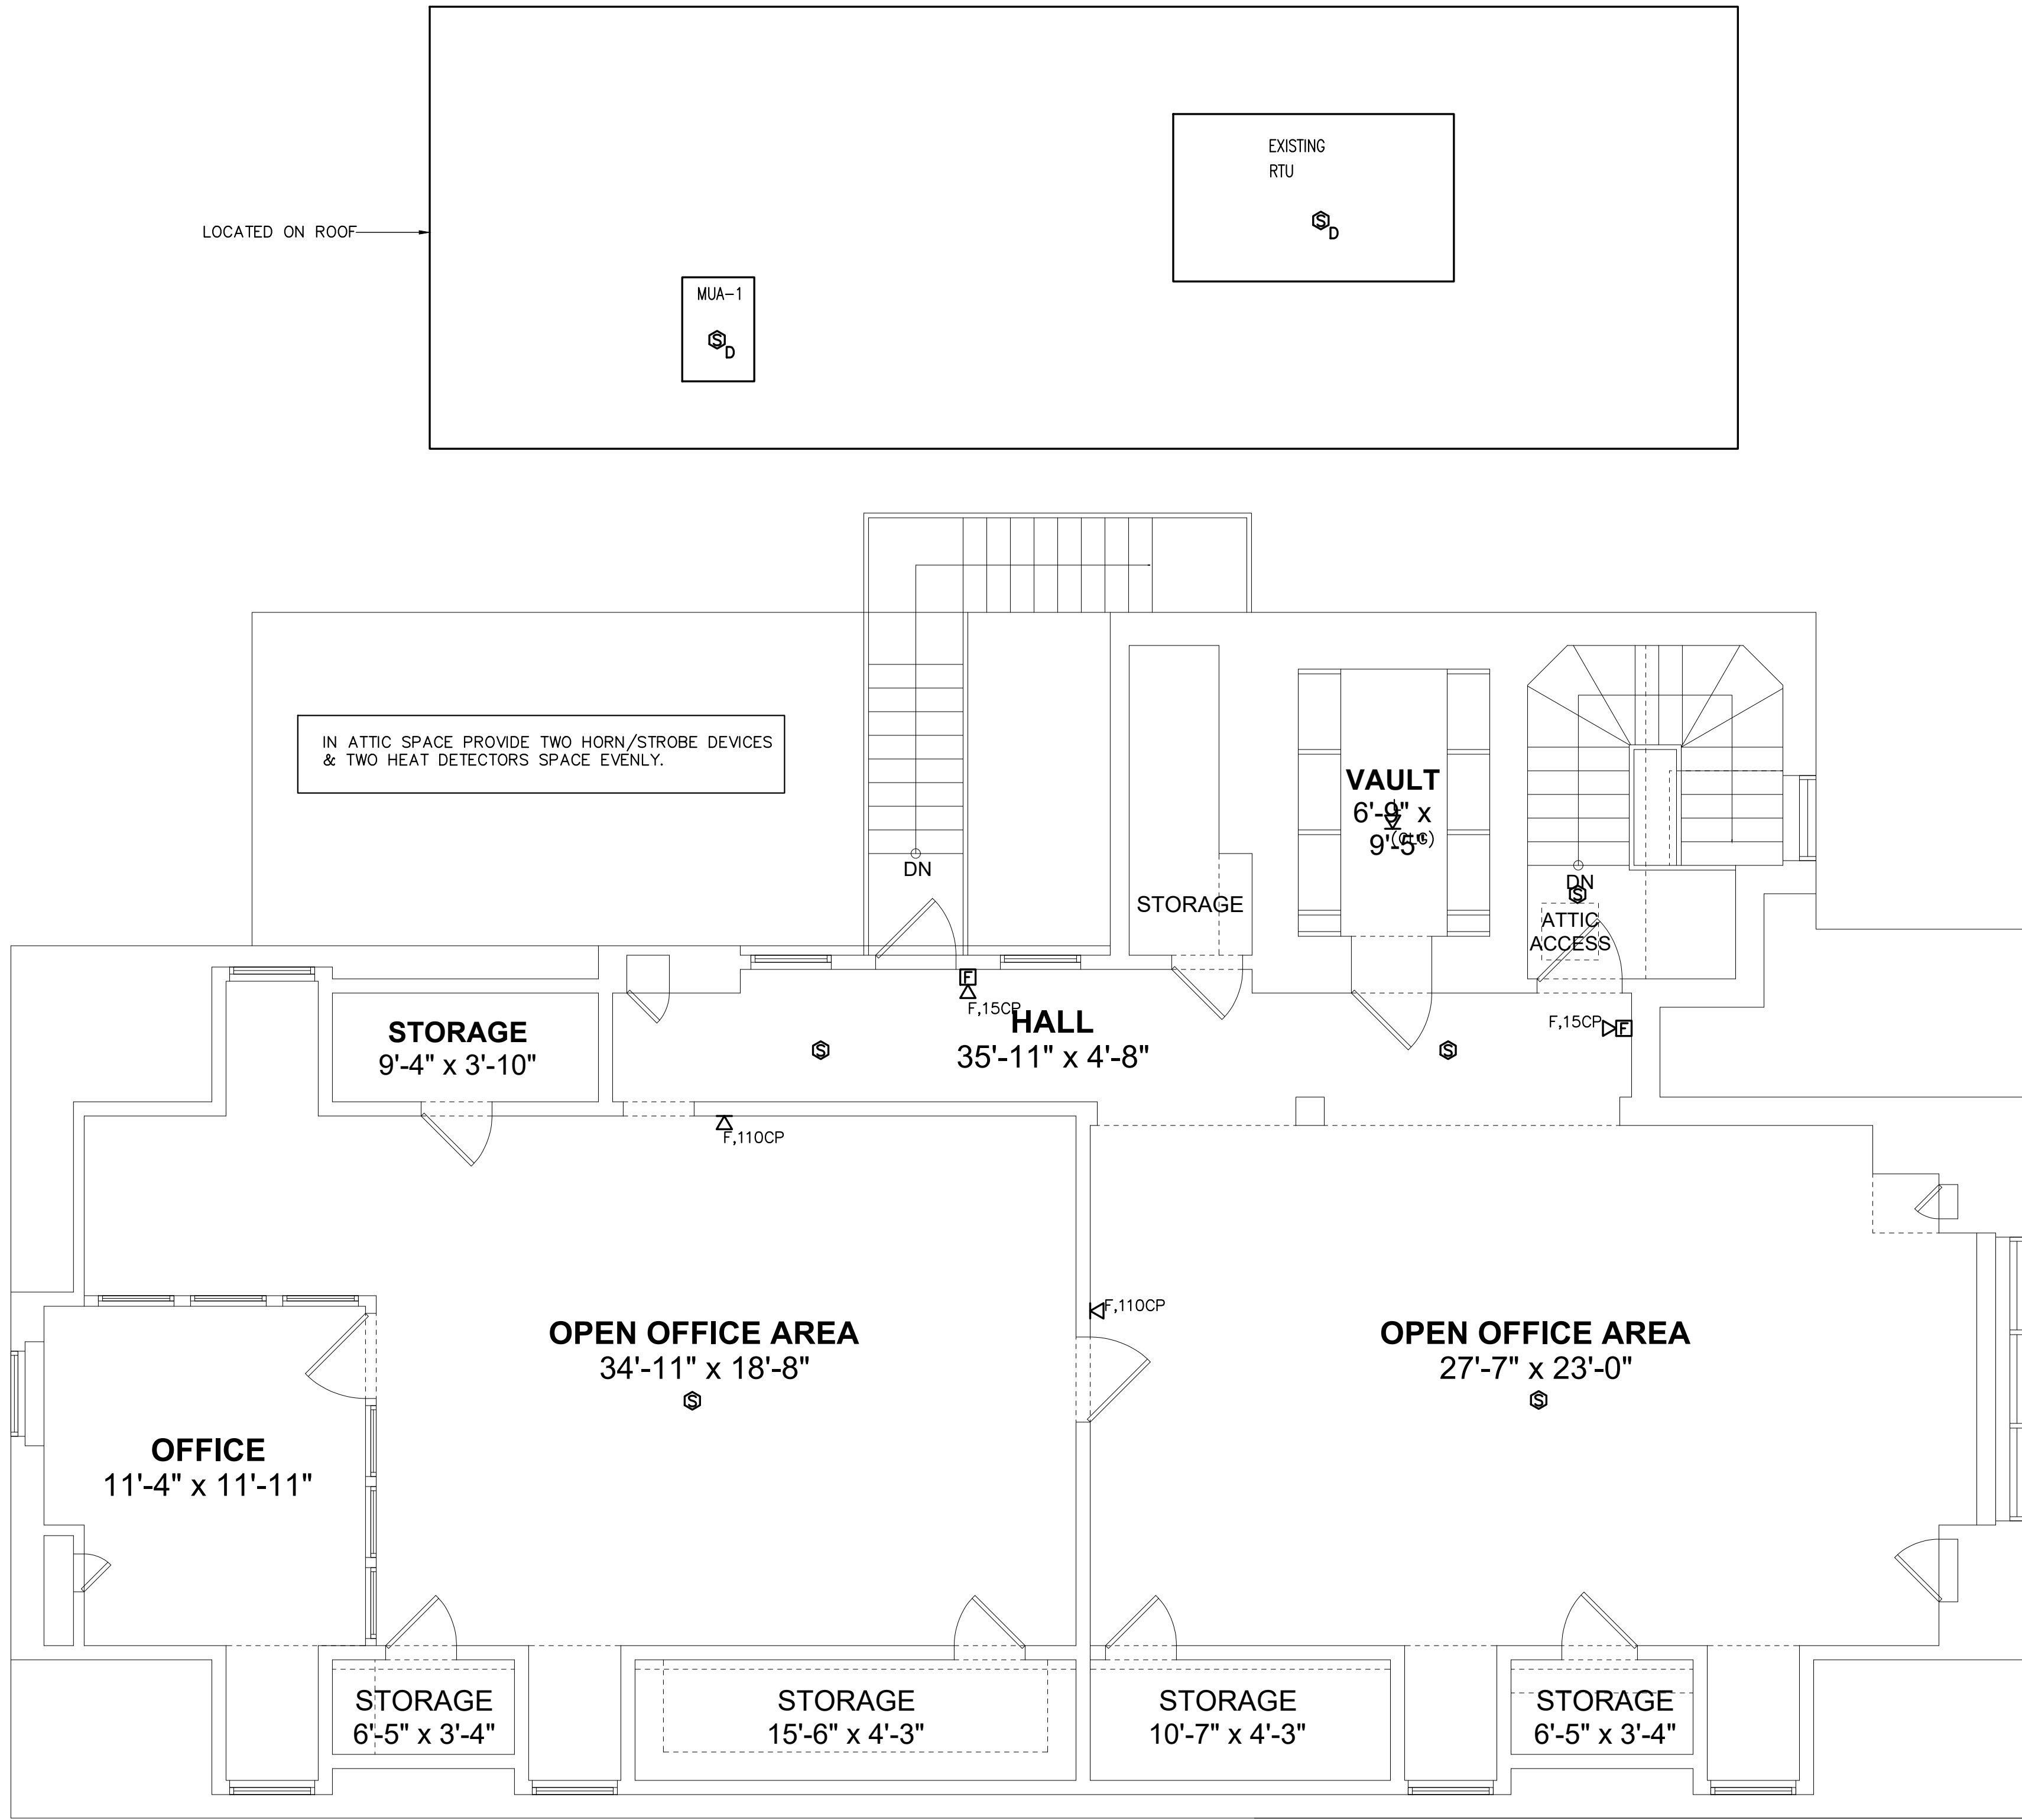 EXISTING
RTU
S
D
LOCATED ON ROOF
MUA-1
S
D
IN ATTIC SPACE PROVIDE TWO HORN/STROBE DEVICES
& TWO HEAT DETECTORS SPACE EVENLY.
VAULT
6'-9" x
9'-5"
(CLG)
DN
DN
S
STORAGE
ATTIC
ACCESS
F
F,15CP
F,15CP
F
STORAGE
9'-4" x 3'-10"
HALL
35'-11" x 4'-8"
S
S
F,110CP
F,110CP
OPEN OFFICE AREA
34'-11" x 18'-8"
S
OPEN OFFICE AREA
27'-7" x 23'-0"
S
OFFICE
11'-4" x 11'-11"
STORAGE
6'-5" x 3'-4"
STORAGE
15'-6" x 4'-3"
STORAGE
10'-7" x 4'-3"
STORAGE
6'-5" x 3'-4"